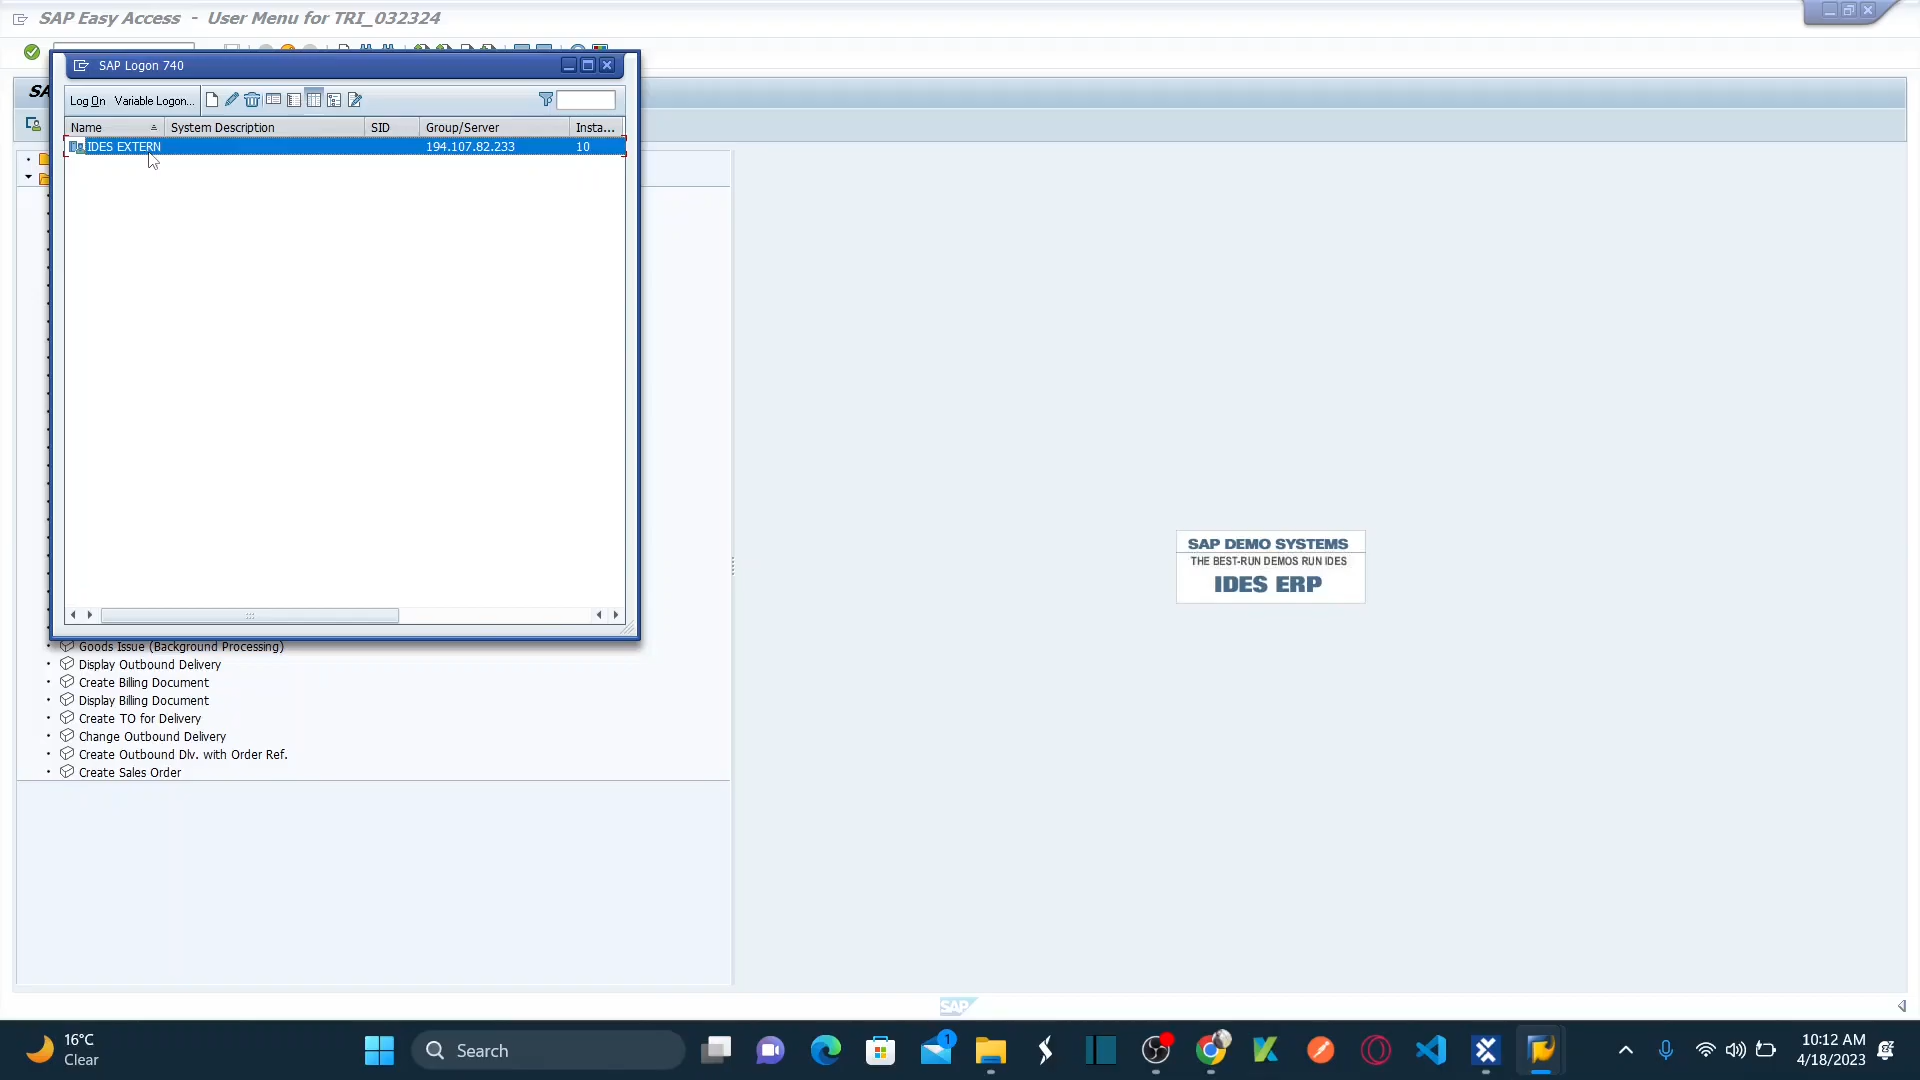 SAP Easy Access - User Menu for TRI_032324
SAP Logon 740
SA
Log On Variable Logon...
Name System Description SID Group/Server Insta...
IDES EXTERN 194.107.82.233 10
SAP DEMO SYSTEMS
THE BEST-RUN DEMOS RUN IDES
IDES ERP
Goods Issue (Background Processing)
Display Outbound Delivery
Create Billing Document
Display Billing Document
Create TO for Delivery
Change Outbound Delivery
Create Outbound Dlv. with Order Ref.
Create Sales Order
SAP
16°C
Clear
Search
1
10:12 AM
4/18/2023